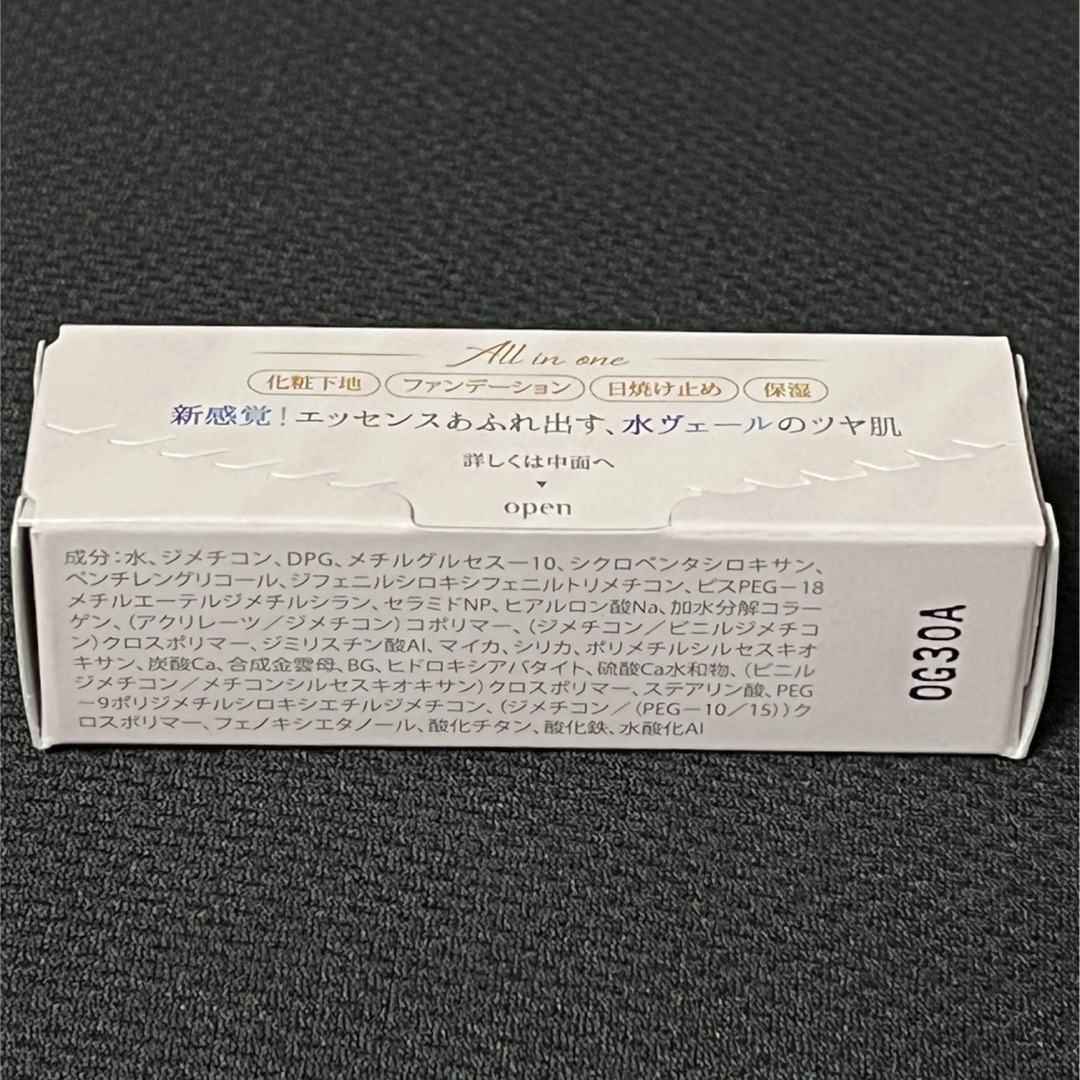 All in one
化粧下地 ファンデーション 日焼け止め 保湿
新感覚！エッセンスあふれ出す、水ヴェールのツヤ肌
詳しくは中面へ
▼
open
成分：水、ジメチコン、DPG、メチルグルセス－10、シクロペンタシロキサン、
ペンチレングリコール、ジフェニルシロキシフェニルトリメチコン、ビスPEG－18
メチルエーテルジメチルシラン、セラミドNP、ヒアルロン酸Na、加水分解コラー
ゲン、（アクリレーツ／ジメチコン）コポリマー、（ジメチコン／ビニルジメチコ
ン）クロスポリマー、ジミリスチン酸Al、マイカ、シリカ、ポリメチルシルセスキオ
キサン、炭酸Ca、合成金雲母、BG、ヒドロキシアパタイト、硫酸Ca水和物、（ビニル
ジメチコン／メチコンシルセスキオキサン）クロスポリマー、ステアリン酸、PEG
－9ポリジメチルシロキシエチルジメチコン、（ジメチコン／（PEG－10／15））ク
ロスポリマー、フェノキシエタノール、酸化チタン、酸化鉄、水酸化Al
OG30A